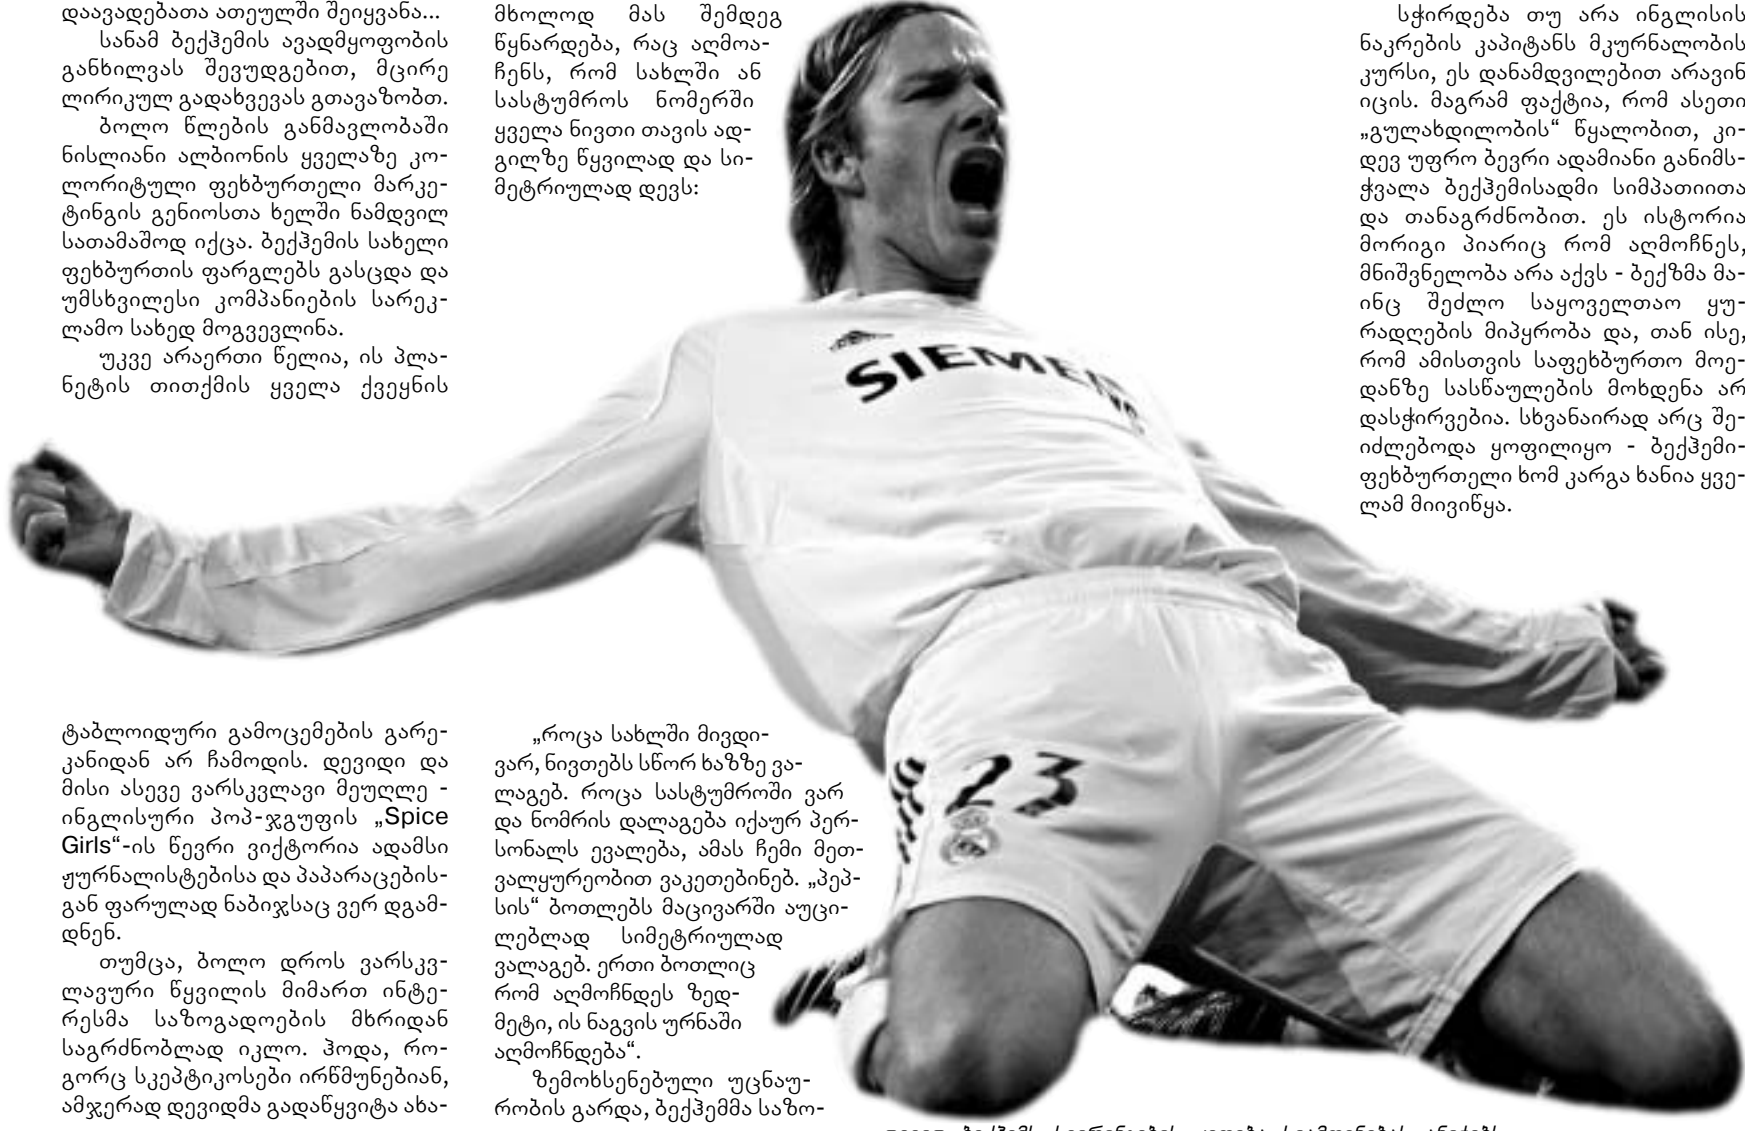 დაავადებათა ათეულში შეიყვანა...
სანამ ბექჰემის ავადმყოფობის
განხილვას შევუდგებით, მცირე
ლირიკულ გადახვევას გთავაზობთ.
ბოლო წლების განმავლობაში
ნისლიანი ალბიონის ყველაზე კო-
ლორიტული ფეხბურთელი მარკე-
ტინგის გენიოსთა ხელში ნამდვილ
სათამაშოდ იქცა. ბექჰემის სახელი
ფეხბურთის ფარგლებს გასცდა და
უმსხვილესი კომპანიების სარეკ-
ლამო სახედ მოგვევლინა.
უკვე არაერთი წელია, ის პლა-
ნეტის თითქმის ყველა ქვეყნის
ტაბლოიდური გამოცემების გარე-
კანიდან არ ჩამოდის. დევიდი და
მისი ასევე ვარსკვლავი მეუღლე -
ინგლისური პოპ-ჯგუფის „Spice
Girls“-ის წევრი ვიქტორია ადამსი
ჟურნალისტებისა და პაპარაცების-
გან ფარულად ნაბიჯსაც ვერ დგამ-
დნენ.
თუმცა, ბოლო დროს ვარსკვ-
ლავური წყვილის მიმართ ინტე-
რესმა საზოგადოების მხრიდან
საგრძნობლად იკლო. ჰოდა, რო-
გორც სკეპტიკოსები ირწმუნებიან,
ამჯერად დევიდმა გადაწყვიტა ახა-
მხოლოდ მას შემდეგ
წყნარდება, რაც აღმოა-
ჩენს, რომ სახლში ან
სასტუმროს ნომერში
ყველა ნივთი თავის ად-
გილზე წყვილად და სი-
მეტრიულად დევს:
„როცა სახლში მივდი-
ვარ, ნივთებს სწორ ხაზზე ვა-
ლაგებ. როცა სასტუმროში ვარ
და ნომრის დალაგება იქაურ პერ-
სონალს ევალება, ამას ჩემი მეთ-
ვალყურეობით ვაკეთებინებ. „პეპ-
სის“ ბოთლებს მაცივარში აუცი-
ლებლად სიმეტრიულად
ვალაგებ. ერთი ბოთლიც
რომ აღმოჩნდეს ზედ-
მეტი, ის ნაგვის ურნაში
აღმოჩნდება“.
ზემოხსენებული უცნაუ-
რობის გარდა, ბექჰემმა საზო-
SIEMEN
23
სჭირდება თუ არა ინგლისის
ნაკრების კაპიტანს მკურნალობის
კურსი, ეს დანამდვილებით არავინ
იცის. მაგრამ ფაქტია, რომ ასეთი
„გულახდილობის“ წყალობით, კი-
დევ უფრო ბევრი ადამიანი განიმს-
ჭვალა ბექჰემისადმი სიმპათიითა
და თანაგრძნობით. ეს ისტორია
მორიგი პიარიც რომ აღმოჩნეს,
მნიშვნელობა არა აქვს - ბექზმა მა-
ინც შეძლო საყოველთაო ყუ-
რადღების მიპყრობა და, თან ისე,
რომ ამისთვის საფეხბურთო მოე-
დანზე სასწაულების მოხდენა არ
დასჭირვებია. სხვანაირად არც შე-
იძლებოდა ყოფილიყო - ბექჰემი-
ფეხბურთელი ხომ კარგა ხანია ყვე-
ლამ მიივიწყა.